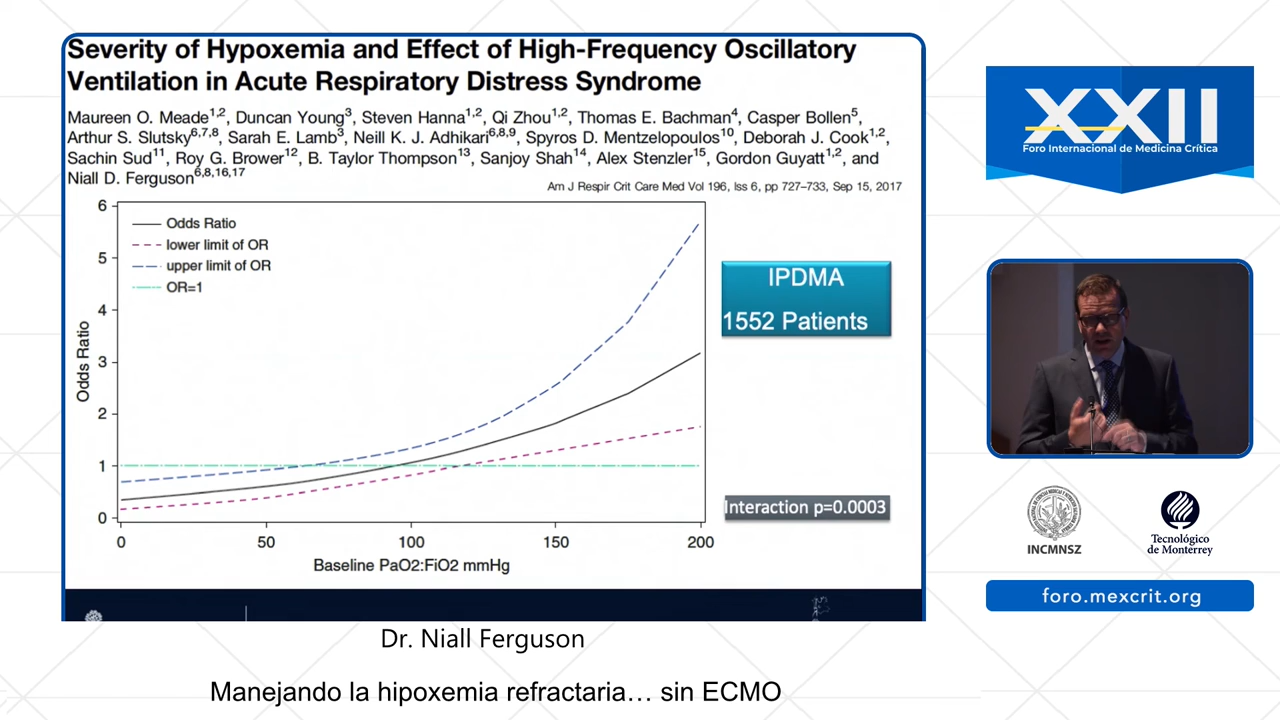 Severity of Hypoxemia and Effect of High-Frequency Oscillatory
Ventilation in Acute Respiratory Distress Syndrome
Maureen O. Meade1,2, Duncan Young3, Steven Hanna1,2, Qi Zhou1,2, Thomas E. Bachman4, Casper Bollen5,
Arthur S. Slutsky6,7,8, Sarah E. Lamb3, Neill K. J. Adhikari6,8,9, Spyros D. Mentzelopoulos10, Deborah J. Cook1,2,
Sachin Sud11, Roy G. Brower12, B. Taylor Thompson13, Sanjoy Shah14, Alex Stenzler15, Gordon Guyatt1,2, and
Niall D. Ferguson6,8,16,17
Am J Respir Crit Care Med Vol 196, Iss 6, pp 727–733, Sep 15, 2017
6
5
4
3
2
1
0
Odds Ratio
Odds Ratio
lower limit of OR
upper limit of OR
OR=1
0 50 100 150 200
Baseline PaO2:FiO2 mmHg
IPDMA
1552 Patients
Interaction p=0.0003
XXII
Foro Internacional de Medicina Crítica
INCMNSZ
Tecnológico
de Monterrey
foro.mexcrit.org
Dr. Niall Ferguson
Manejando la hipoxemia refractaria… sin ECMO